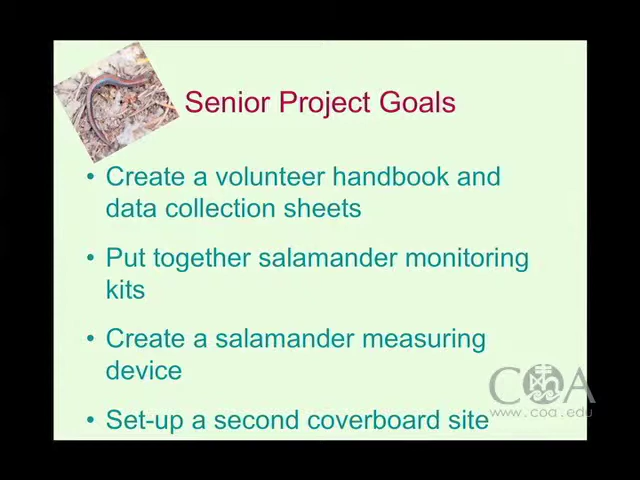 Senior Project Goals
• Create a volunteer handbook and
data collection sheets
• Put together salamander monitoring
kits
• Create a salamander measuring
device
• Set-up a second coverboard site
COA
www.coa.edu